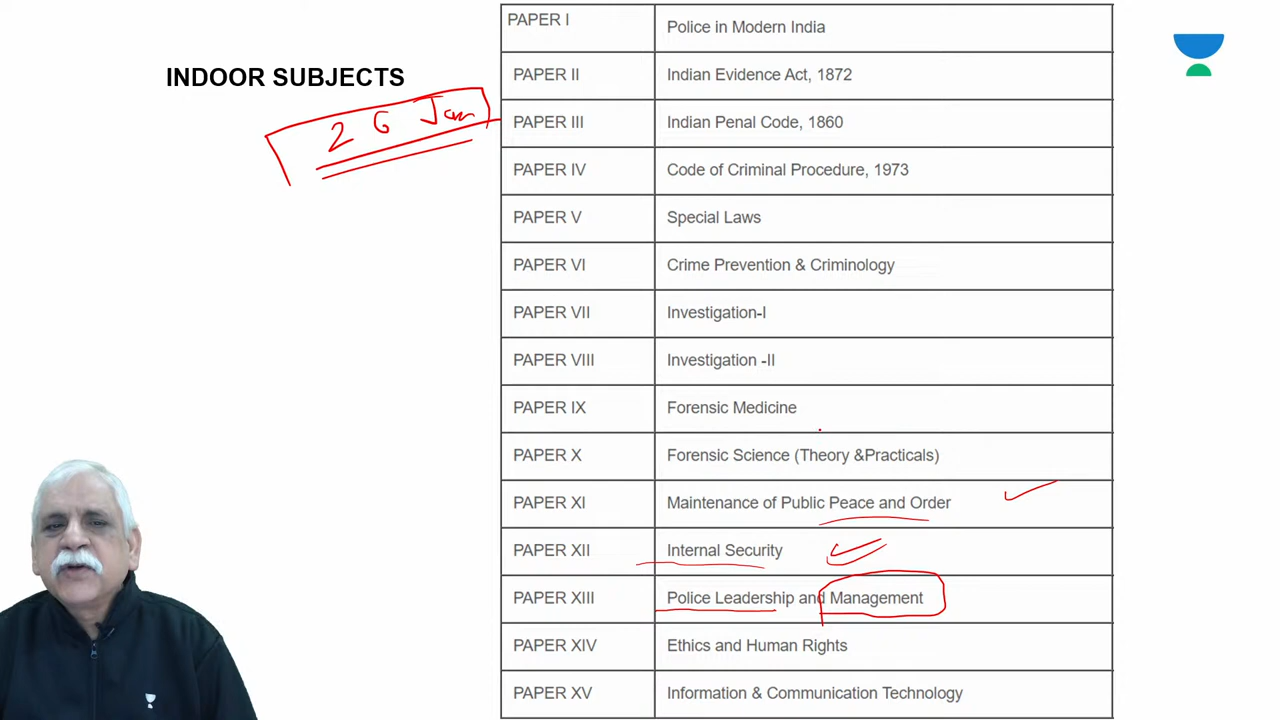 INDOOR SUBJECTS
26 Jan
PAPER I Police in Modern India
PAPER II Indian Evidence Act, 1872
PAPER III Indian Penal Code, 1860
PAPER IV Code of Criminal Procedure, 1973
PAPER V Special Laws
PAPER VI Crime Prevention & Criminology
PAPER VII Investigation-I
PAPER VIII Investigation -II
PAPER IX Forensic Medicine
PAPER X Forensic Science (Theory &Practicals)
PAPER XI Maintenance of Public Peace and Order
PAPER XII Internal Security
PAPER XIII Police Leadership and Management
PAPER XIV Ethics and Human Rights
PAPER XV Information & Communication Technology